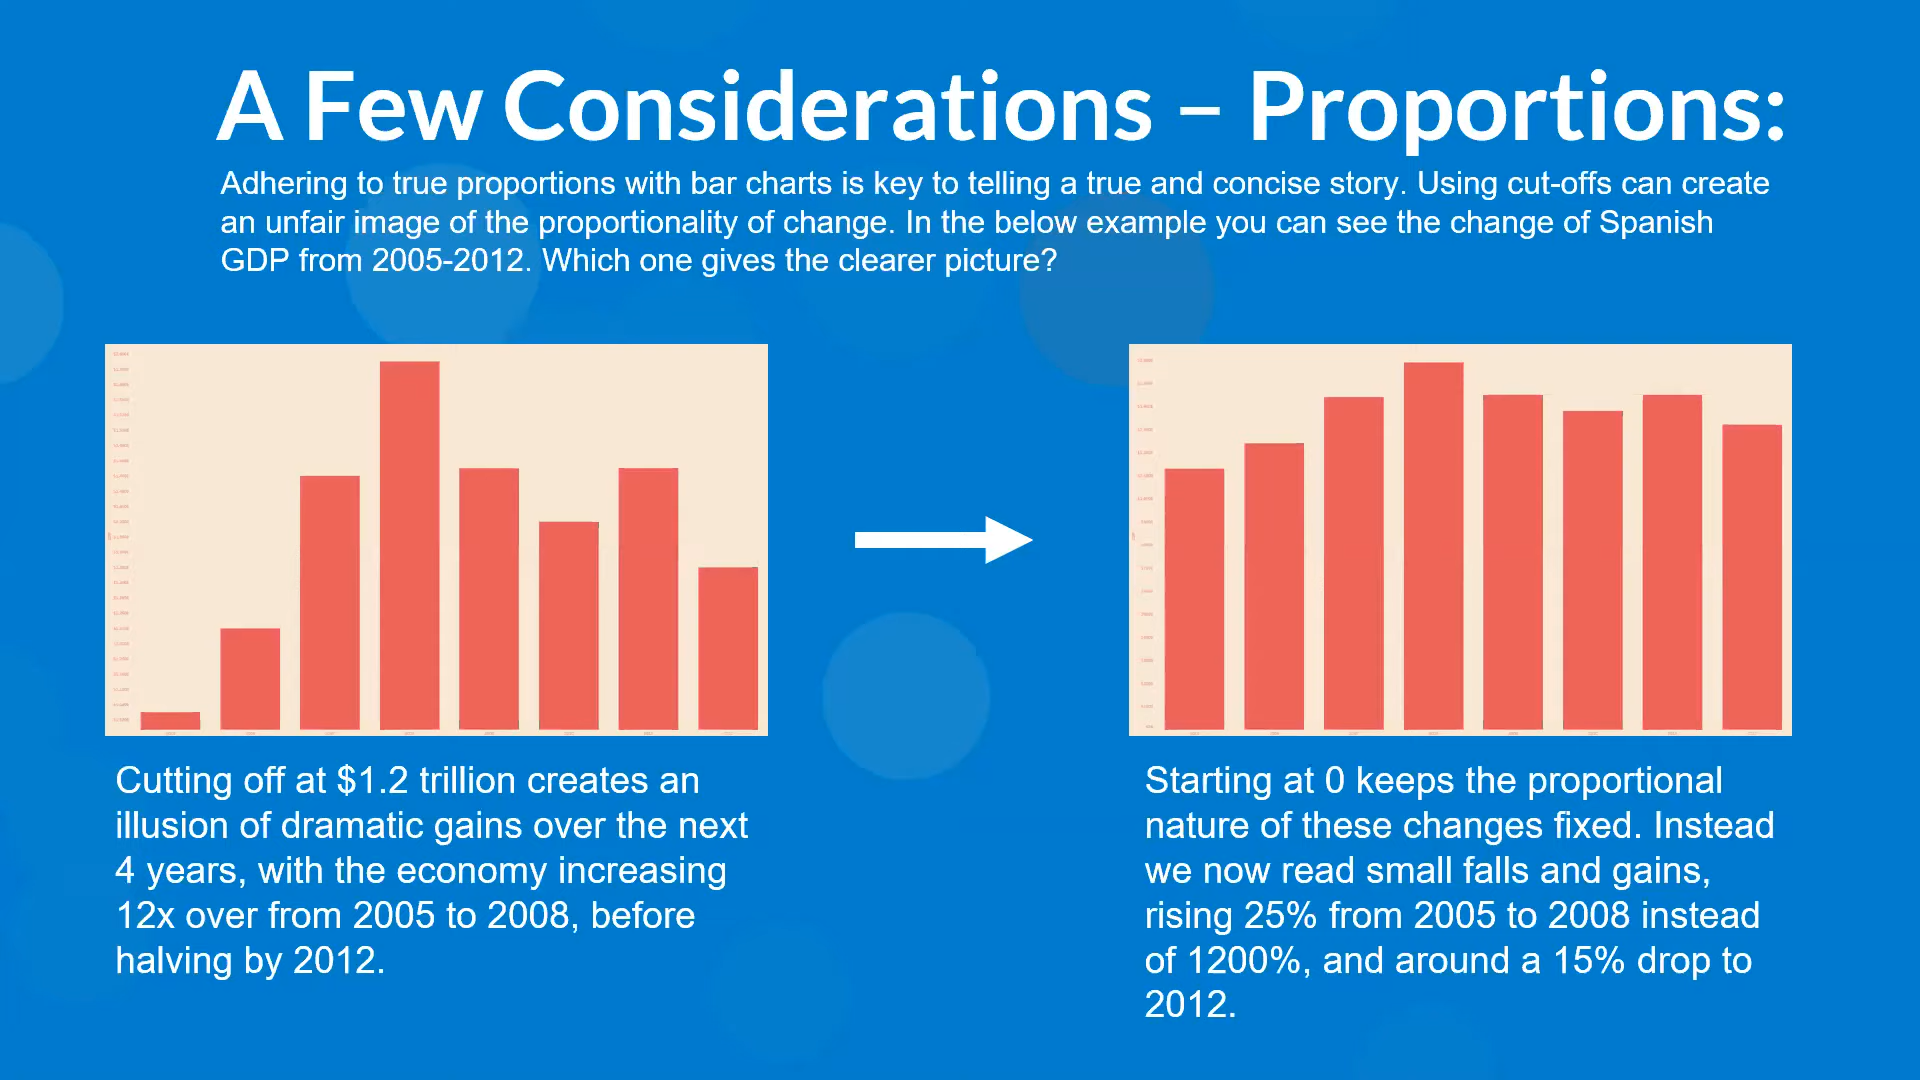 A Few Considerations – Proportions:
Adhering to true proportions with bar charts is key to telling a true and concise story. Using cut-offs can create
an unfair image of the proportionality of change. In the below example you can see the change of Spanish
GDP from 2005-2012. Which one gives the clearer picture?
Cutting off at $1.2 trillion creates an
illusion of dramatic gains over the next
4 years, with the economy increasing
12x over from 2005 to 2008, before
halving by 2012.
Starting at 0 keeps the proportional
nature of these changes fixed. Instead
we now read small falls and gains,
rising 25% from 2005 to 2008 instead
of 1200%, and around a 15% drop to
2012.